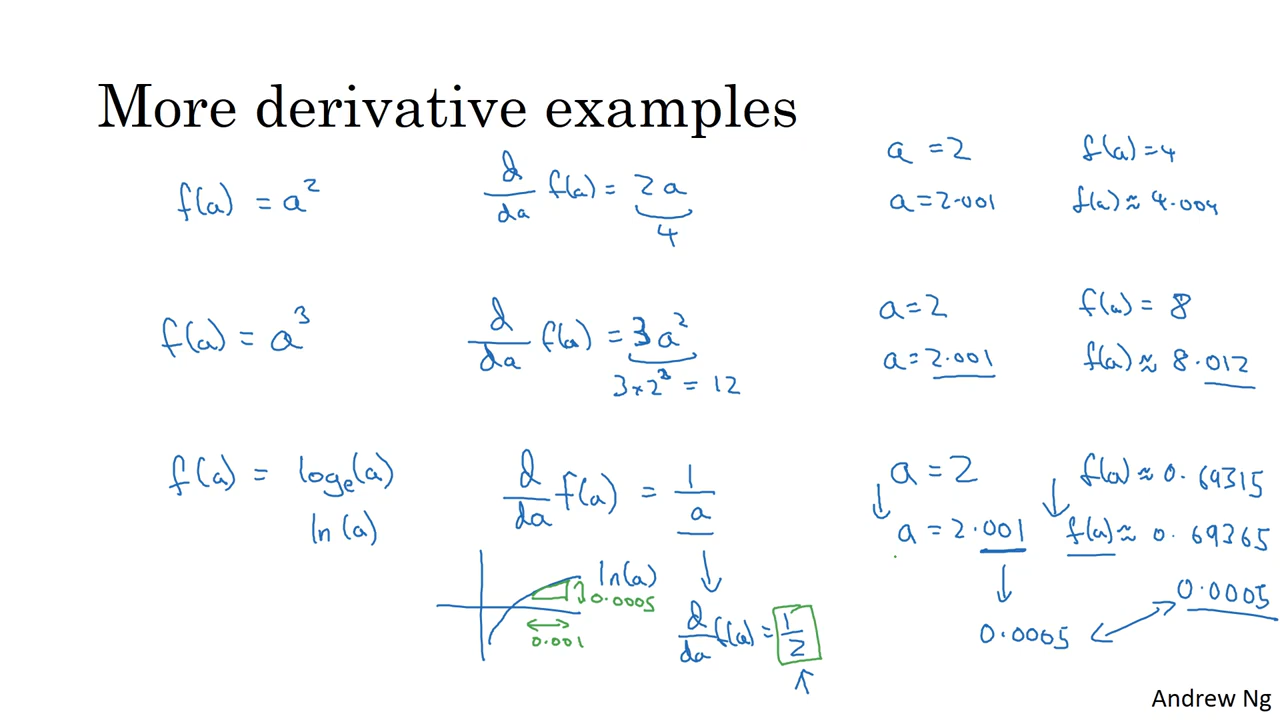 More derivative examples
f(a) = a²
d/da f(a) = 2a
4
a = 2 f(a) = 4
a = 2.001 f(a) ≈ 4.004
f(a) = a³
d/da f(a) = 3a²
3×2² = 12
a = 2 f(a) = 8
a = 2.001 f(a) ≈ 8.012
f(a) = logₑ(a)
ln(a)
d/da f(a) = 1/a
d/da f(a) = 1/2
ln(a)
0.0005
0.001
a = 2 f(a) ≈ 0.69315
↓ a = 2.001 ↓ f(a) ≈ 0.69365
↓ 0.0005
0.0005
Andrew Ng